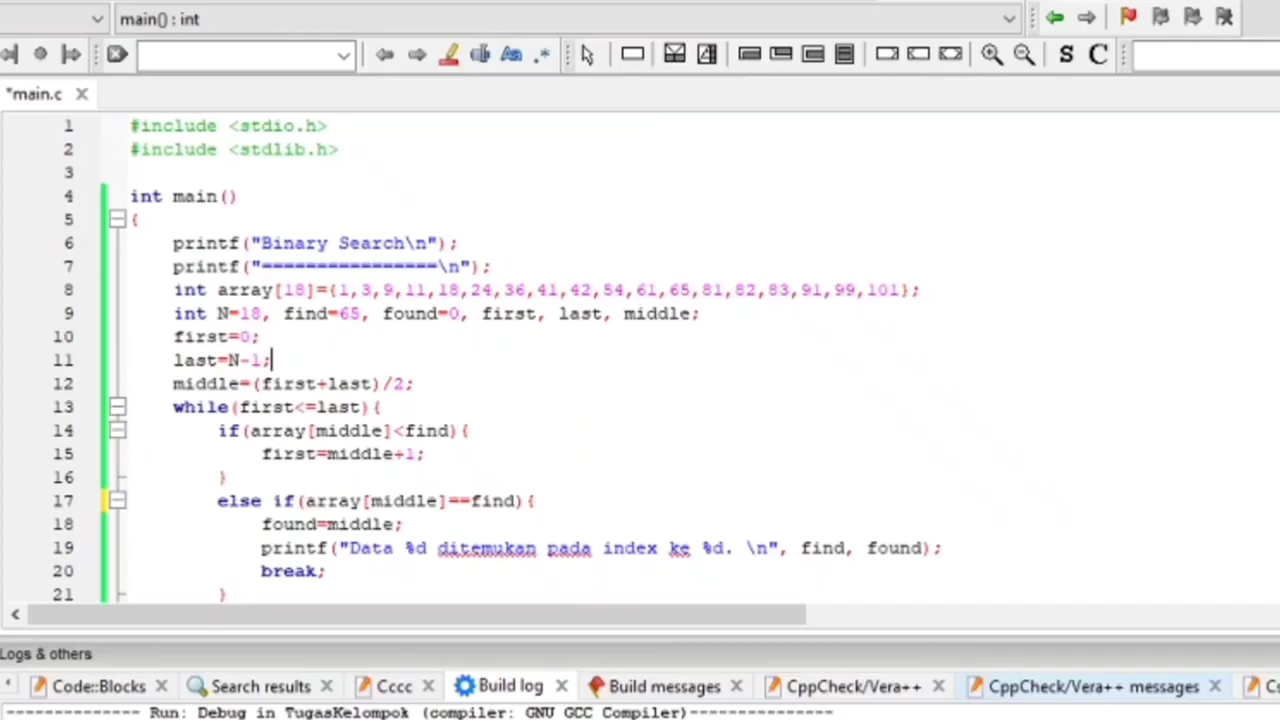 main() : int
S C
*main.c
1 #include <stdio.h>
2 #include <stdlib.h>
3
4 int main()
5 {
6 printf("Binary Search\n");
7 printf("================\n");
8 int array[18]={1,3,9,11,18,24,36,41,42,54,61,65,81,82,83,91,99,101};
9 int N=18, find=65, found=0, first, last, middle;
10 first=0;
11 last=N-1;
12 middle=(first+last)/2;
13 while(first<=last){
14 if(array[middle]<find){
15 first=middle+1;
16 }
17 else if(array[middle]==find){
18 found=middle;
19 printf("Data %d ditemukan pada index ke %d. \n", find, found);
20 break;
21 }
Logs & others
Code::Blocks Search results Cccc Build log Build messages CppCheck/Vera++ CppCheck/Vera++ messages
-------------- Run: Debug in TugasKelompok (compiler: GNU GCC Compiler)---------------